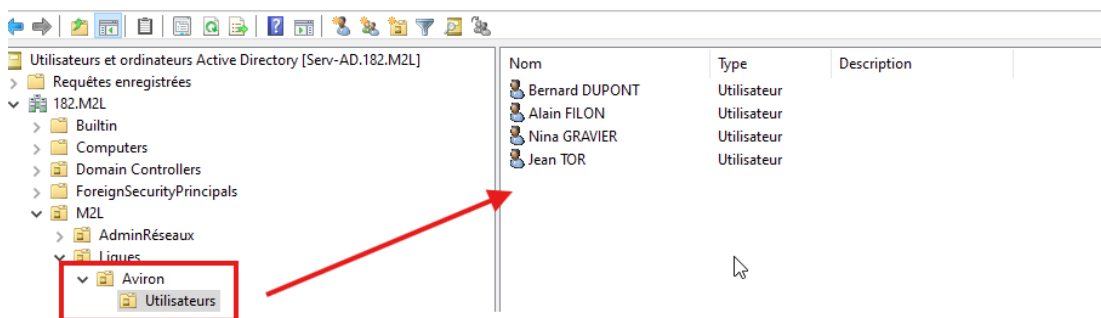 Utilisateurs et ordinateurs Active Directory [Serv-AD.182.M2L]
Requêtes enregistrées
182.M2L
Builtin
Computers
Domain Controllers
ForeignSecurityPrincipals
M2L
AdminRéseaux
Ligues
Aviron
Utilisateurs
Nom Type Description
Bernard DUPONT Utilisateur
Alain FILON Utilisateur
Nina GRAVIER Utilisateur
Jean TOR Utilisateur